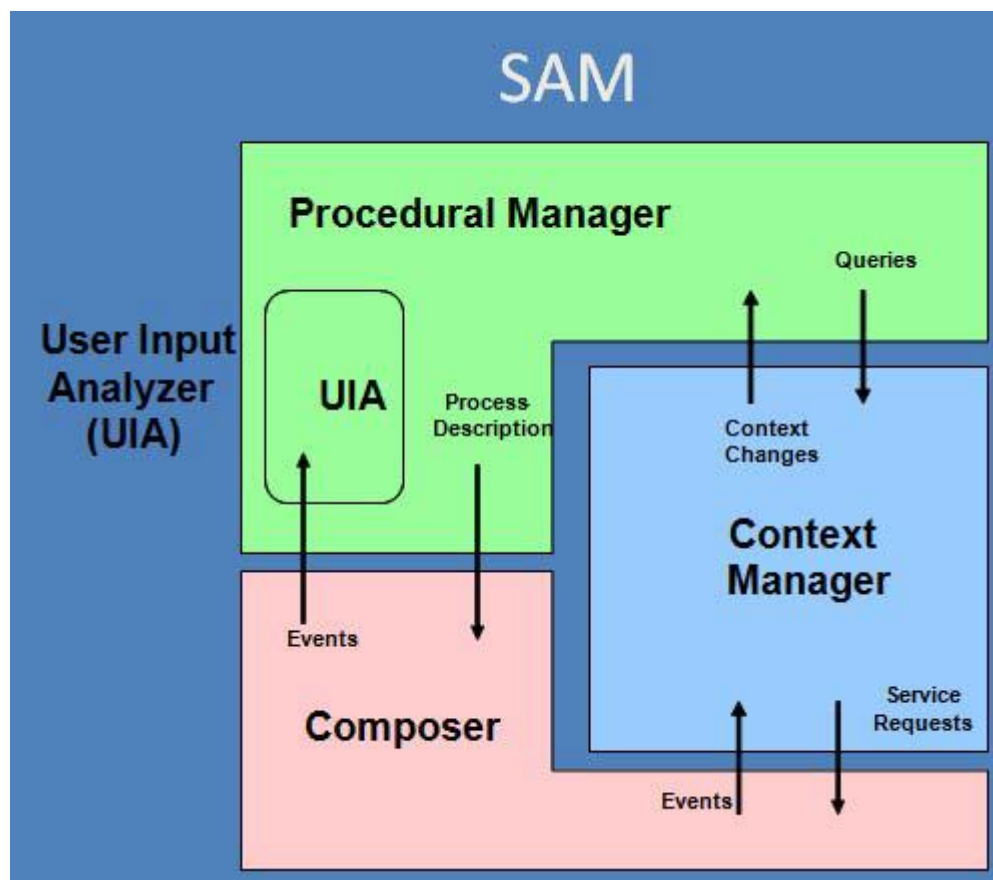 SAM
Procedural Manager
Queries
User Input
Analyzer
(UIA)
UIA
Process
Description
Context
Changes
Context
Manager
Events
Composer
Service
Requests
Events